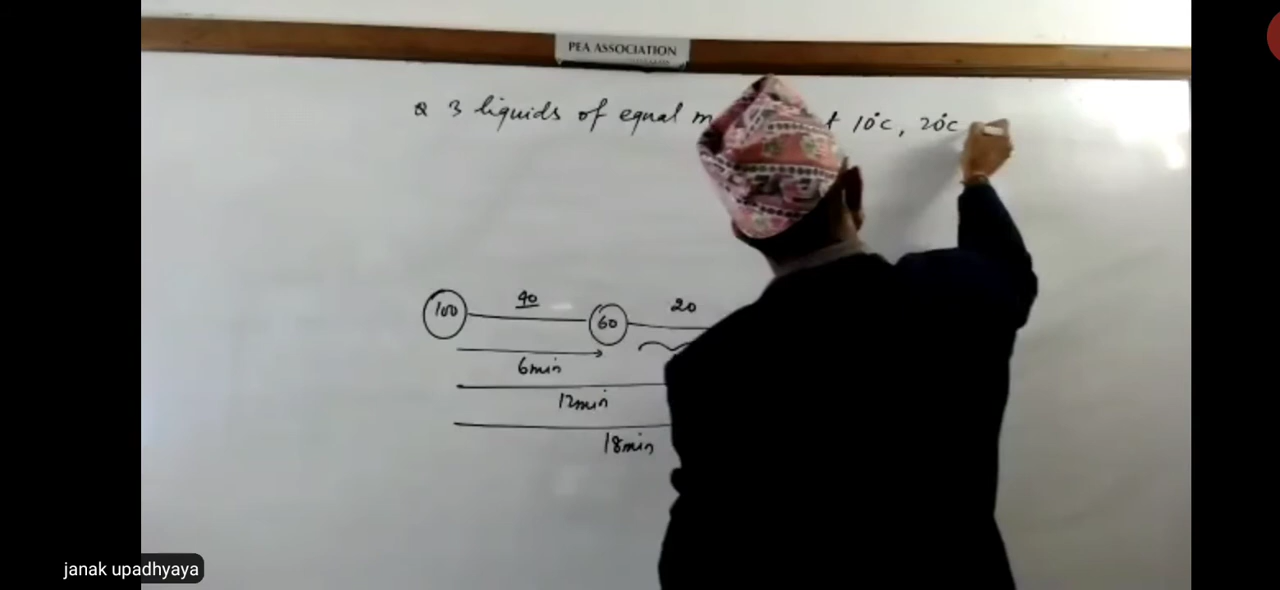 PEA ASSOCIATION
Q 3 liquids of equal 10°C, 20°C
100 40 60 20
6min
12min
18min
janak upadhyaya